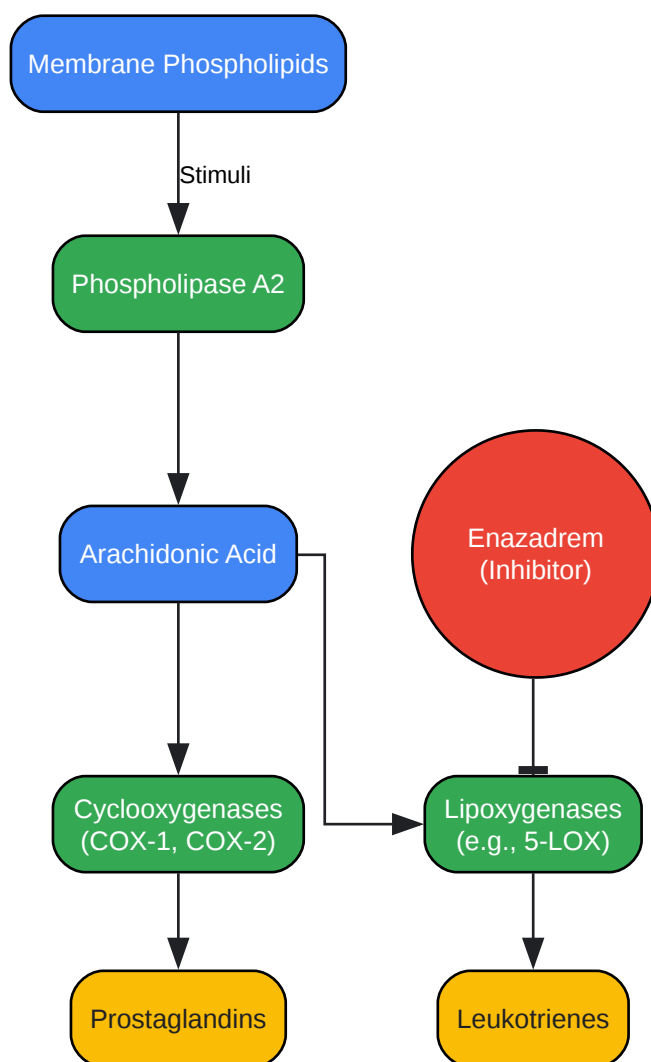 Membrane Phospholipids
Stimuli
Phospholipase A2
Arachidonic Acid
Enazadrem
(Inhibitor)
Cyclooxygenases
(COX-1, COX-2)
Lipoxygenases
(e.g., 5-LOX)
Prostaglandins
Leukotrienes